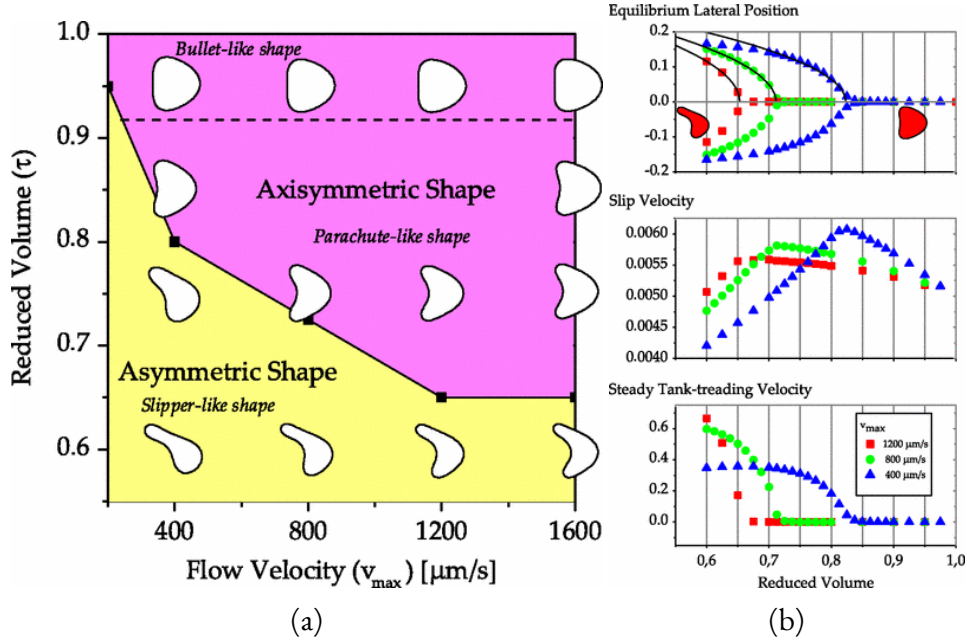 1.0
0.9
0.8
0.7
0.6
Reduced Volume (τ)
Bullet-like shape
Axisymmetric Shape
Parachute-like shape
Asymmetric Shape
Slipper-like shape
400 800 1200 1600
Flow Velocity (vmax) [μm/s]
(a)
Equilibrium Lateral Position
0.2
0.1
0.0
-0.1
-0.2
Slip Velocity
0.0060
0.0055
0.0050
0.0045
0.0040
Steady Tank-treading Velocity
0.6
0.4
0.2
0.0
vmax
1200 μm/s
800 μm/s
400 μm/s
0,6 0,7 0,8 0,9 1,0
Reduced Volume
(b)